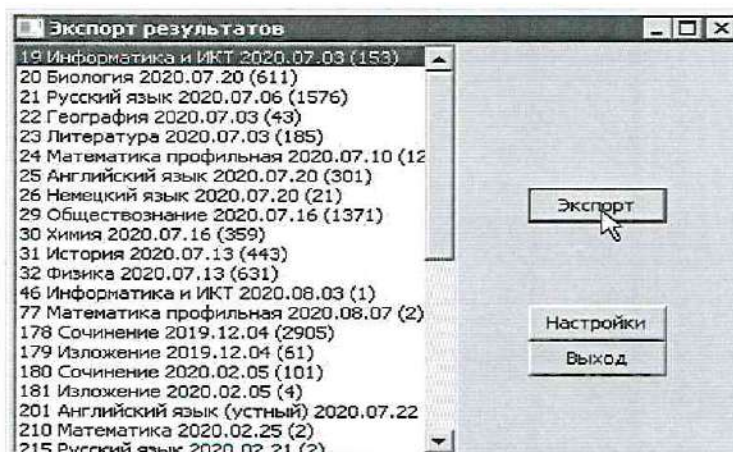 Экспорт результатов
19 Информатика и ИКТ 2020.07.03 (153)
20 Биология 2020.07.20 (611)
21 Русский язык 2020.07.06 (1576)
22 География 2020.07.03 (43)
23 Литература 2020.07.03 (185)
24 Математика профильная 2020.07.10 (12
25 Английский язык 2020.07.20 (301)
26 Немецкий язык 2020.07.20 (21)
29 Обществознание 2020.07.16 (1371)
30 Химия 2020.07.16 (359)
31 История 2020.07.13 (443)
32 Физика 2020.07.13 (631)
46 Информатика и ИКТ 2020.08.03 (1)
77 Математика профильная 2020.08.07 (2)
178 Сочинение 2019.12.04 (2905)
179 Изложение 2019.12.04 (61)
180 Сочинение 2020.02.05 (101)
181 Изложение 2020.02.05 (4)
201 Английский язык (устный) 2020.07.22
210 Математика 2020.02.25 (2)
215 Русский язык 2020.02.21 (2)
Экспорт
Настройки
Выход